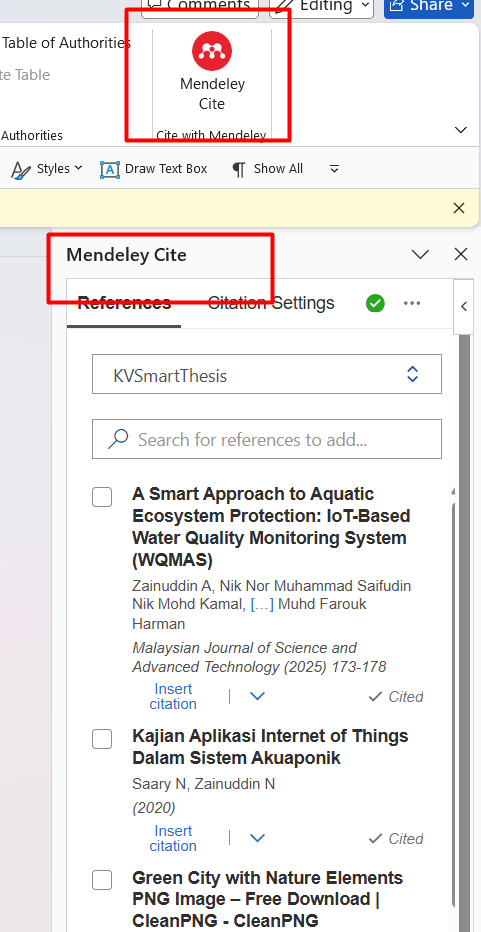 Comments
Editing
Share
Table of Authorities
te Table
Mendeley
Cite
Authorities
Cite with Mendeley
Styles
Draw Text Box
Show All
Mendeley Cite
References
Citation Settings
KVSmartThesis
Search for references to add...
A Smart Approach to Aquatic
Ecosystem Protection: IoT-Based
Water Quality Monitoring System
(WQMAS)
Zainuddin A, Nik Nor Muhammad Saifudin
Nik Mohd Kamal, [...] Muhd Farouk
Harman
Malaysian Journal of Science and
Advanced Technology (2025) 173-178
Insert
citation
Cited
Kajian Aplikasi Internet of Things
Dalam Sistem Akuaponik
Saary N, Zainuddin N
(2020)
Insert
citation
Cited
Green City with Nature Elements
PNG Image – Free Download |
CleanPNG - CleanPNG